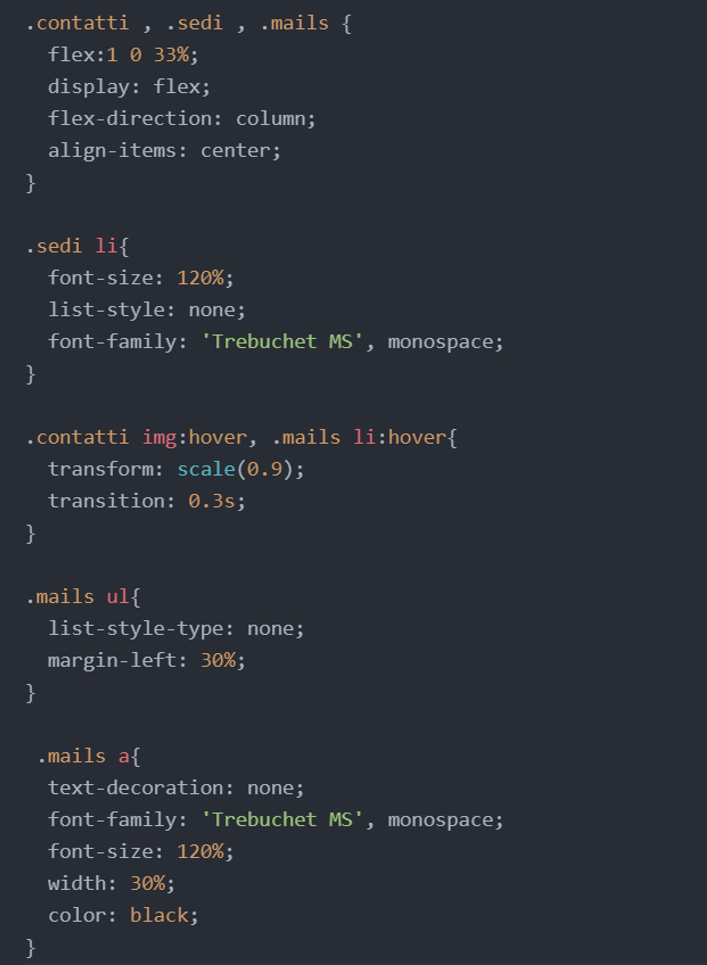 .contatti , .sedi , .mails {
  flex:1 0 33%;
  display: flex;
  flex-direction: column;
  align-items: center;
}

.sedi li{
  font-size: 120%;
  list-style: none;
  font-family: 'Trebuchet MS', monospace;
}

.contatti img:hover, .mails li:hover{
  transform: scale(0.9);
  transition: 0.3s;
}

.mails ul{
  list-style-type: none;
  margin-left: 30%;
}

 .mails a{
  text-decoration: none;
  font-family: 'Trebuchet MS', monospace;
  font-size: 120%;
  width: 30%;
  color: black;
}